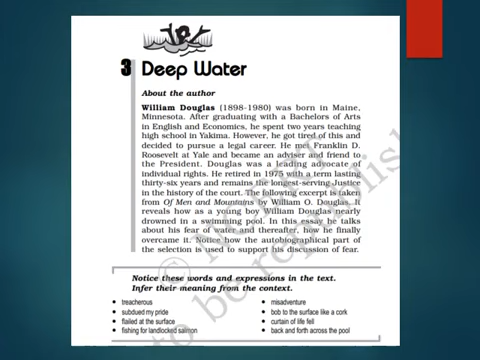 3 Deep Water
About the author
William Douglas (1898-1980) was born in Maine,
Minnesota. After graduating with a Bachelors of Arts
in English and Economics, he spent two years teaching
high school in Yakima. However, he got tired of this and
decided to pursue a legal career. He met Franklin D.
Roosevelt at Yale and became an adviser and friend to
the President. Douglas was a leading advocate of
individual rights. He retired in 1975 with a term lasting
thirty-six years and remains the longest-serving Justice
in the history of the court. The following excerpt is taken
from Of Men and Mountains by William O. Douglas. It
reveals how as a young boy William Douglas nearly
drowned in a swimming pool. In this essay he talks
about his fear of water and thereafter, how he finally
overcame it. Notice how the autobiographical part of
the selection is used to support his discussion of fear.
Notice these words and expressions in the text.
Infer their meaning from the context.
• treacherous
• subdued my pride
• flailed at the surface
• fishing for landlocked salmon
• misadventure
• bob to the surface like a cork
• curtain of life fell
• back and forth across the pool